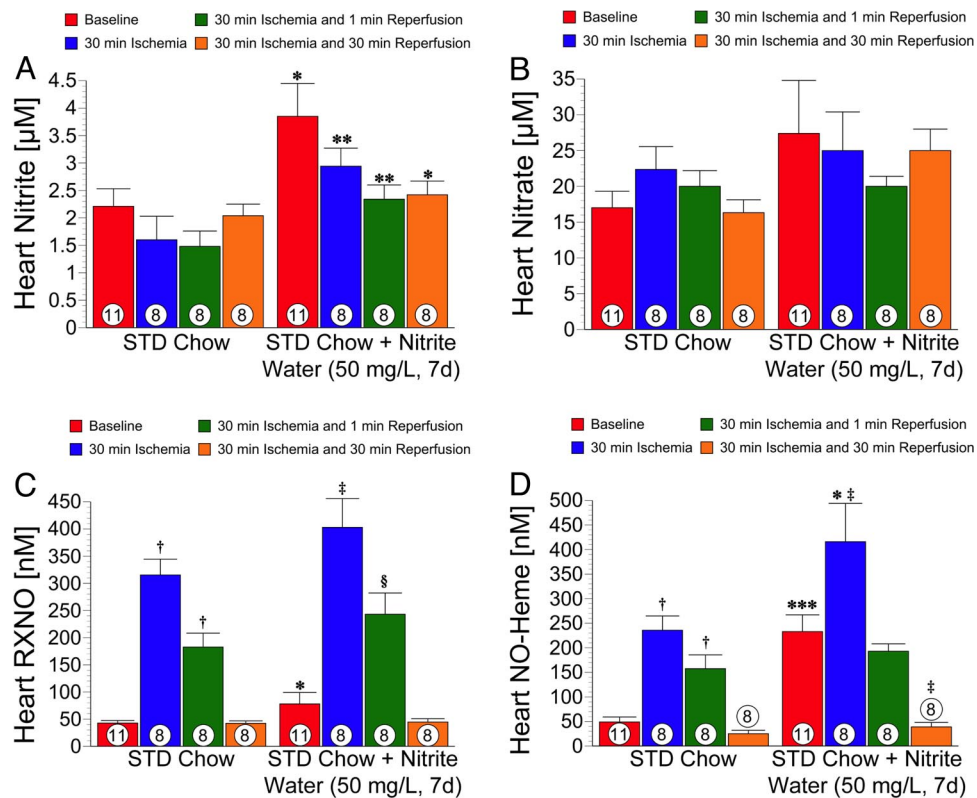 Baseline
30 min Ischemia and 1 min Reperfusion
30 min Ischemia
30 min Ischemia and 30 min Reperfusion
A
Heart Nitrite [µM]
4.5
4
3.5
3
2.5
2
1.5
1
0.5
0
*
**
**
*
11
8
8
8
11
8
8
8
STD Chow
STD Chow + Nitrite
Water (50 mg/L, 7d)
Baseline
30 min Ischemia and 1 min Reperfusion
30 min Ischemia
30 min Ischemia and 30 min Reperfusion
B
Heart Nitrate [µM]
35
30
25
20
15
10
5
0
11
8
8
8
11
8
8
8
STD Chow
STD Chow + Nitrite
Water (50 mg/L, 7d)
Baseline
30 min Ischemia and 1 min Reperfusion
30 min Ischemia
30 min Ischemia and 30 min Reperfusion
C
Heart RXNO [nM]
450
400
350
300
250
200
150
100
50
0
†
†
*
‡
§
11
8
8
8
11
8
8
8
STD Chow
STD Chow + Nitrite
Water (50 mg/L, 7d)
Baseline
30 min Ischemia and 1 min Reperfusion
30 min Ischemia
30 min Ischemia and 30 min Reperfusion
D
Heart NO-Heme [nM]
500
450
400
350
300
250
200
150
100
50
0
†
†
***
* ‡
‡
11
8
8
8
11
8
8
8
STD Chow
STD Chow + Nitrite
Water (50 mg/L, 7d)